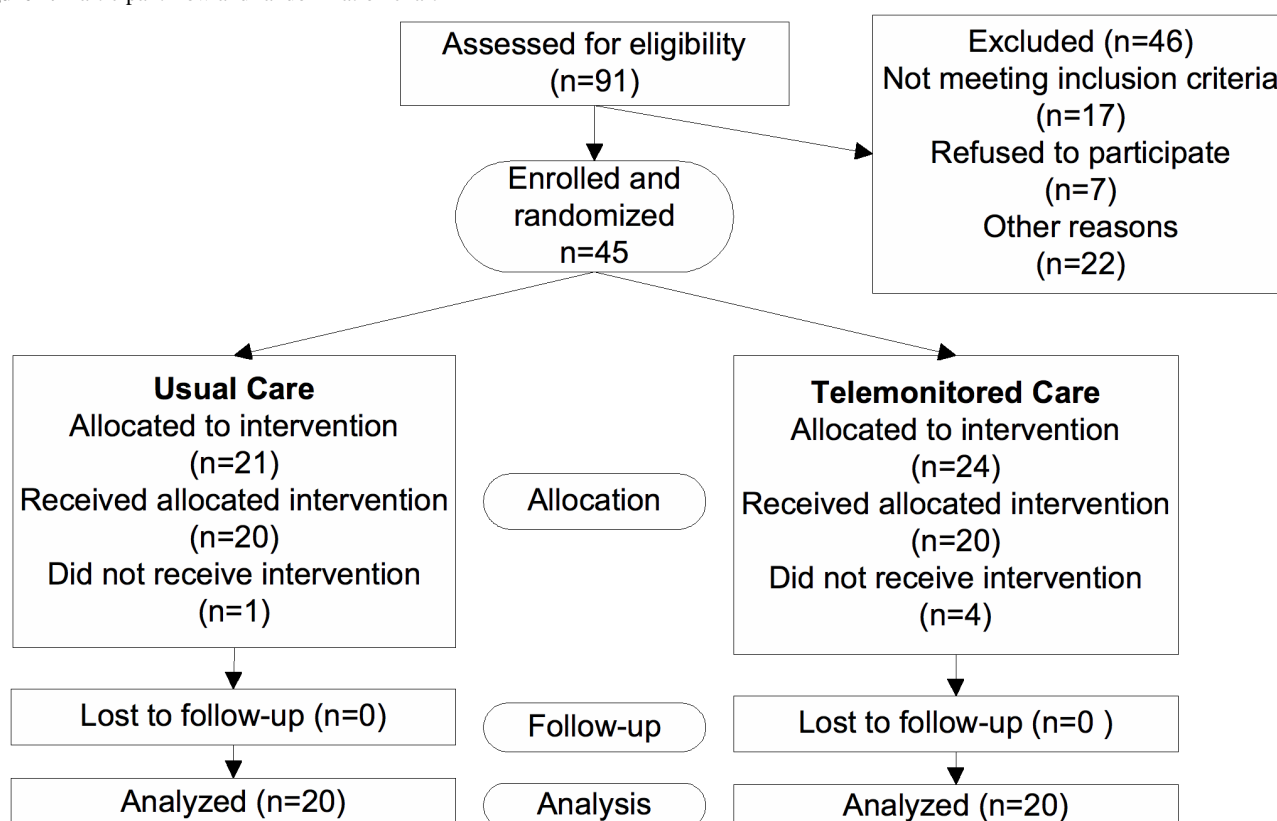 Assessed for eligibility
(n=91)
Excluded (n=46)
Not meeting inclusion criteria
(n=17)
Refused to participate
(n=7)
Other reasons
(n=22)
Enrolled and
randomized
n=45
Usual Care
Allocated to intervention
(n=21)
Received allocated intervention
(n=20)
Did not receive intervention
(n=1)
Allocation
Telemonitored Care
Allocated to intervention
(n=24)
Received allocated intervention
(n=20)
Did not receive intervention
(n=4)
Lost to follow-up (n=0)
Follow-up
Lost to follow-up (n=0 )
Analyzed (n=20)
Analysis
Analyzed (n=20)